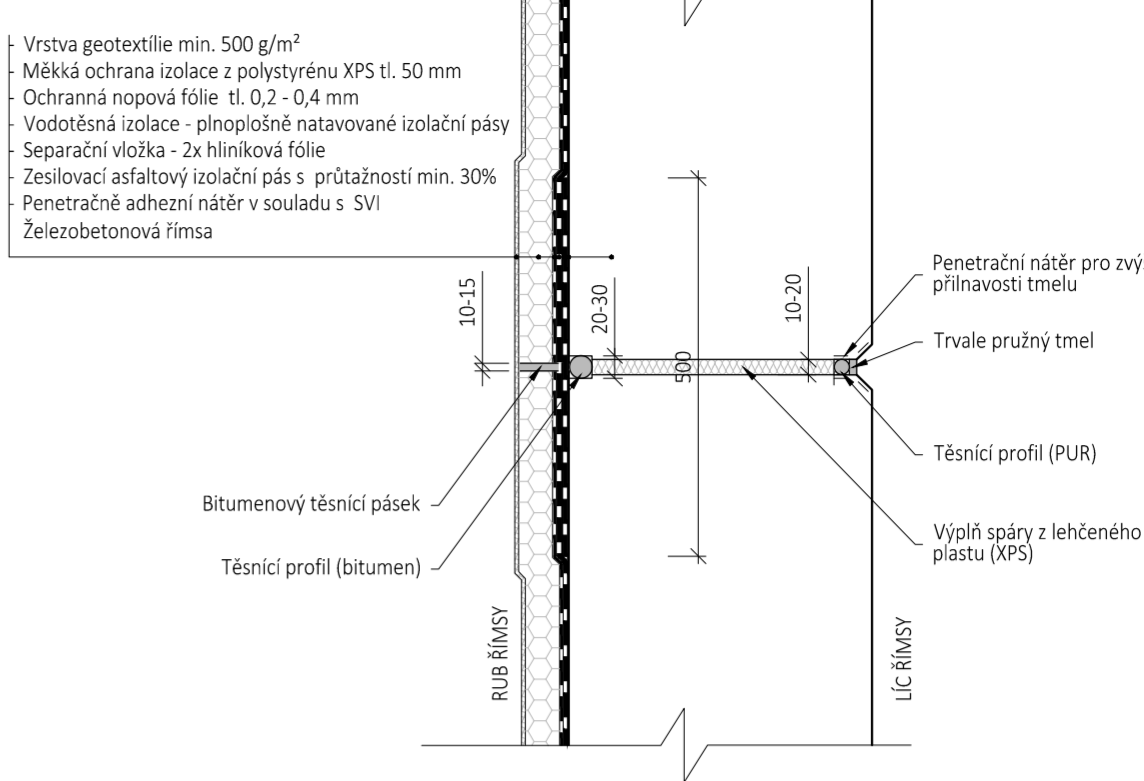 Vrstva geotextílie min. 500 g/m²
Měkká ochrana izolace z polystyrénu XPS tl. 50 mm
Ochranná nopová fólie tl. 0,2 - 0,4 mm
Vodotěsná izolace - plnoplošně natavované izolační pásy
Separační vložka - 2x hliníková fólie
Zesilovací asfaltový izolační pás s průtažností min. 30%
Penetračně adhezní nátěr v souladu s SVI
Železobetonová římsa
10-15
20-30
500
10-20
Penetrační nátěr pro zvý
přilnavosti tmelu
Trvale pružný tmel
Těsnící profil (PUR)
Výplň spáry z lehčeného
plastu (XPS)
Bitumenový těsnící pásek
Těsnící profil (bitumen)
RUB ŘÍMSY
LÍC ŘÍMSY